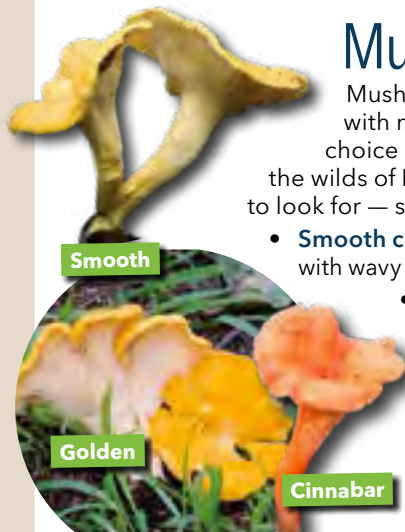 Mu
Mush
with r
choice
the wilds of
to look for — s
• Smooth c
with wavy
•
Smooth
Golden
Cinnabar